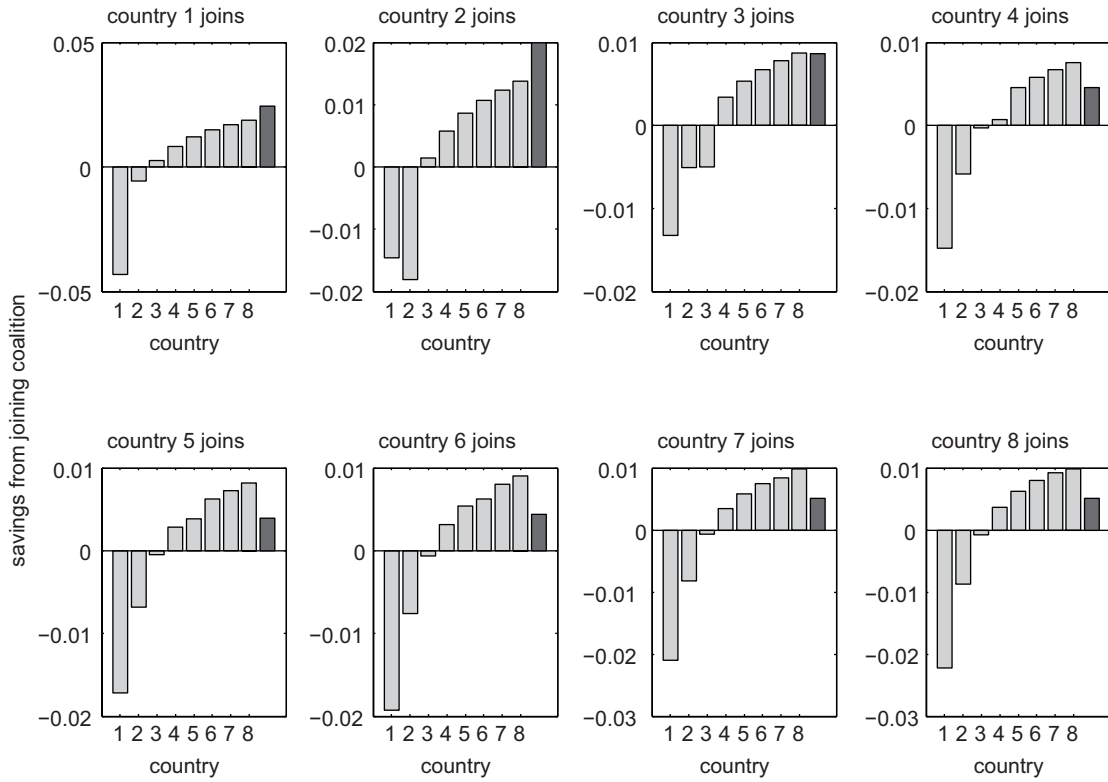 country 1 joins country 2 joins country 3 joins country 4 joins
0.05 0.02 0.01 0.01
0.01
0 0 0 0
−0.01 −0.01 −0.01
−0.05 −0.02 −0.02 −0.02
1 2 3 4 5 6 7 8 1 2 3 4 5 6 7 8 1 2 3 4 5 6 7 8 1 2 3 4 5 6 7 8
country country country country
savings from joining coalition
country 5 joins country 6 joins country 7 joins country 8 joins
0.01 0.01 0.01 0.01
0 0 0 0
−0.01 −0.01 −0.01 −0.01
−0.02 −0.02
−0.02 −0.02 −0.03 −0.03
1 2 3 4 5 6 7 8 1 2 3 4 5 6 7 8 1 2 3 4 5 6 7 8 1 2 3 4 5 6 7 8
country country country country